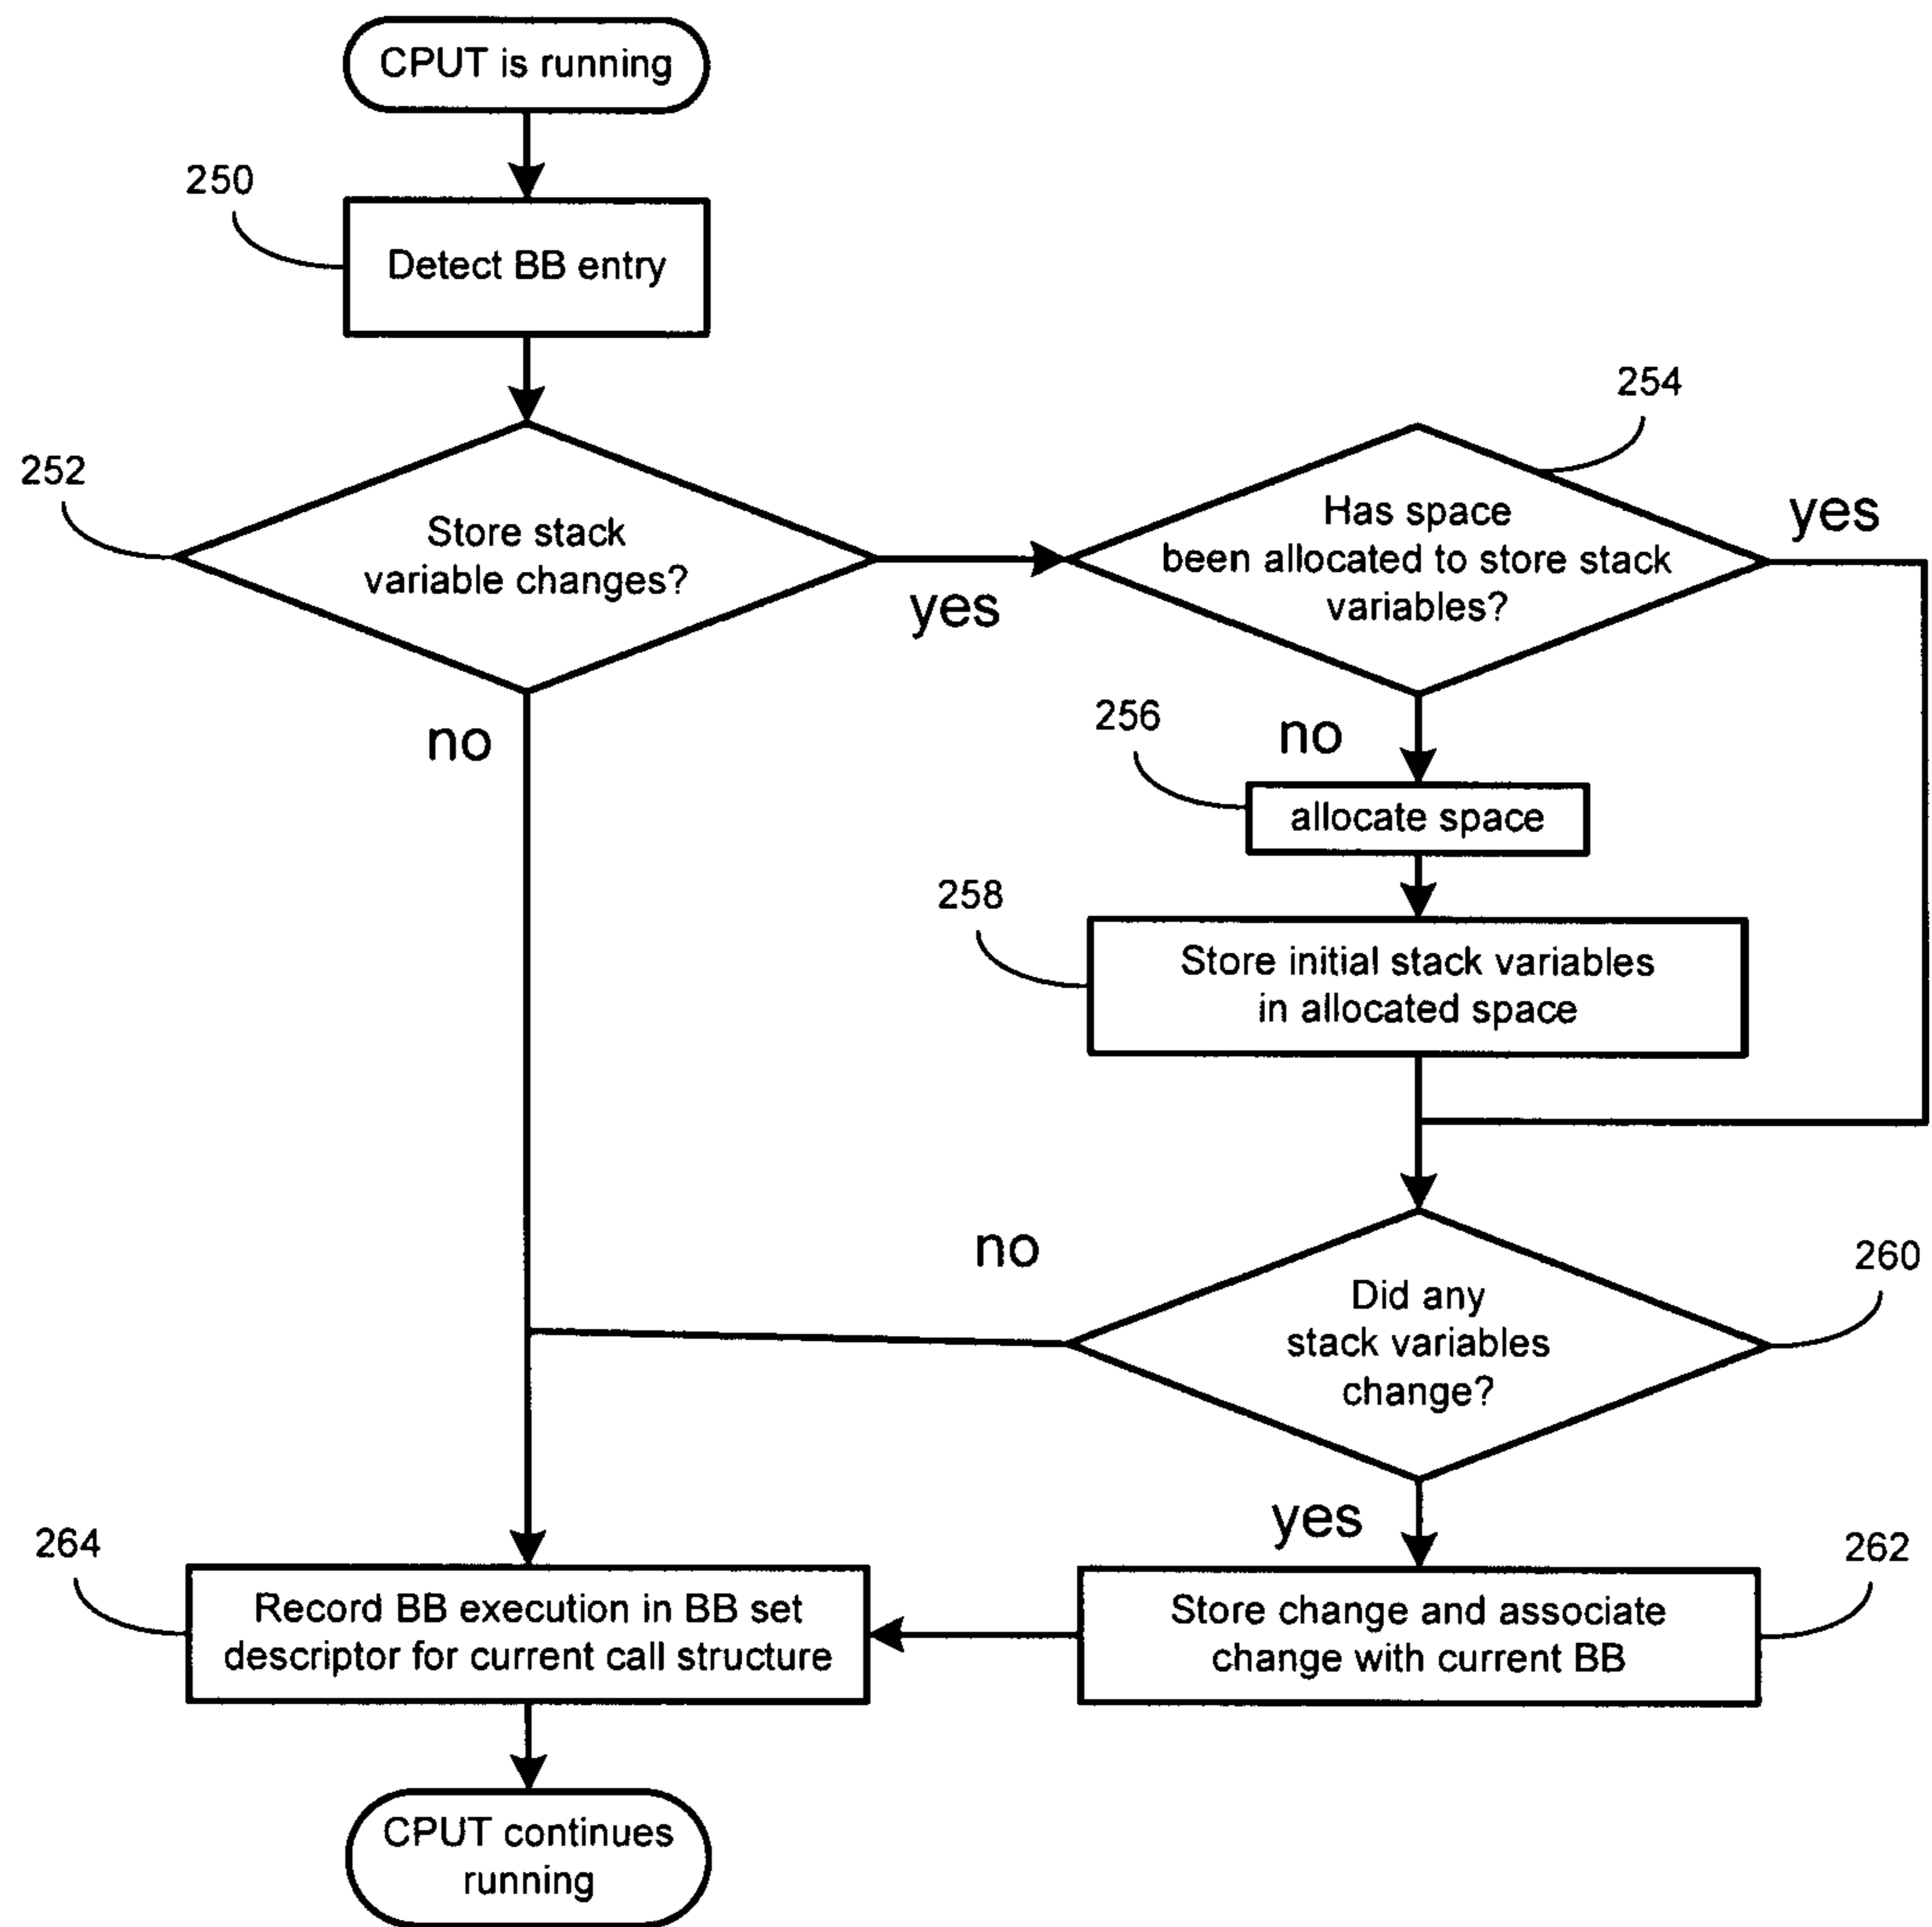 CPUT is running
250
Detect BB entry
252
Store stack
variable changes?
yes
no
254
Has space
been allocated to store stack
variables?
yes
no
256
allocate space
258
Store initial stack variables
in allocated space
260
Did any
stack variables
change?
no
yes
262
Store change and associate
change with current BB
264
Record BB execution in BB set
descriptor for current call structure
CPUT continues
running